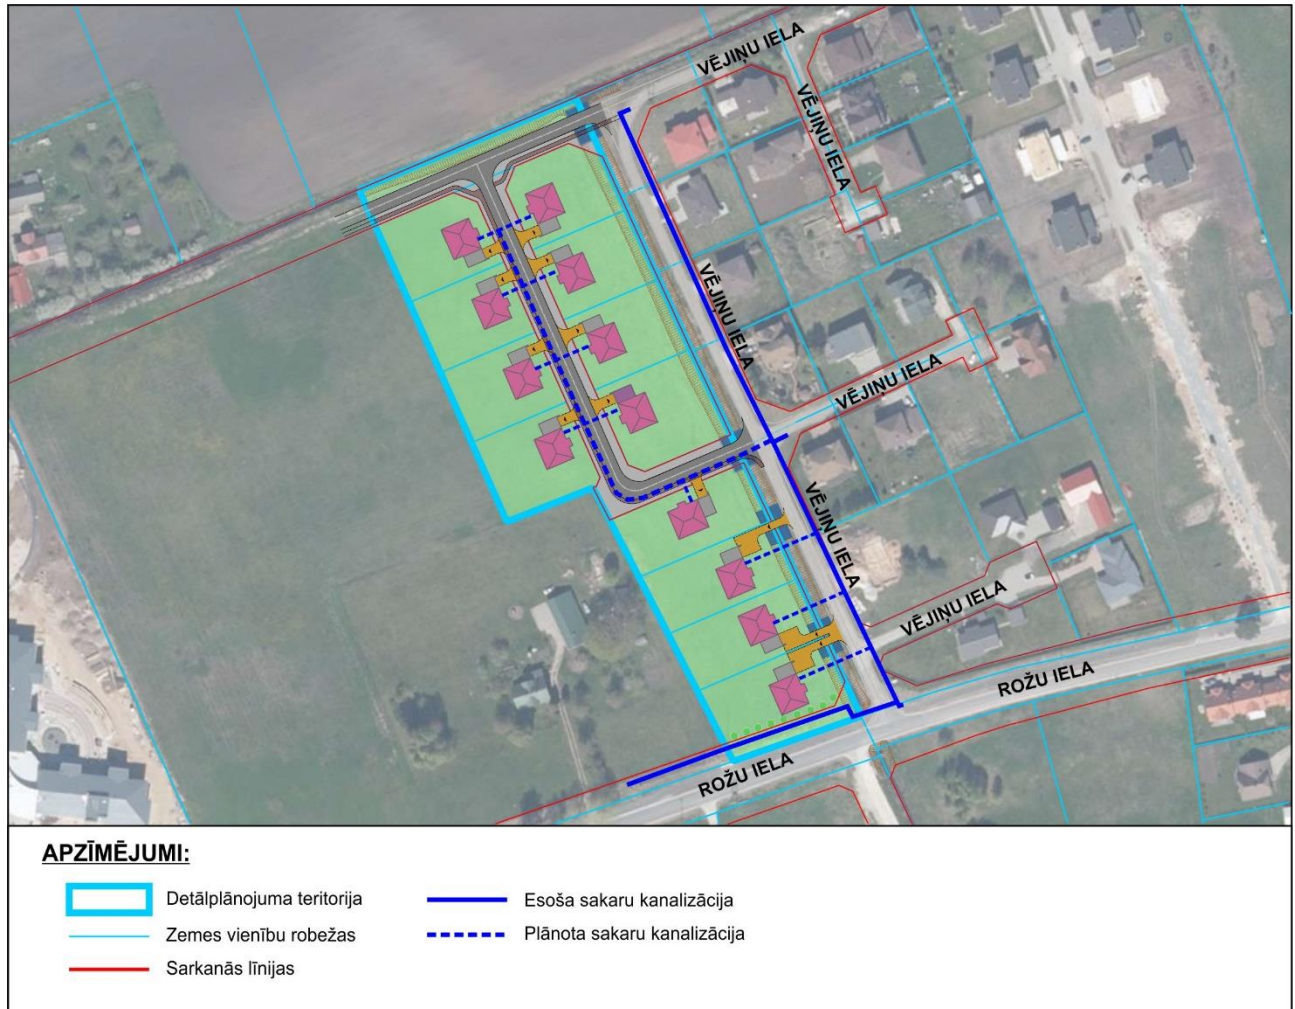 VĒJIŅU IELA
VĒJIŅU IELA
VĒJIŅU IELA
VĒJIŅU IELA
VĒJIŅU IELA
VĒJIŅU IELA
ROŽU IELA
ROŽU IELA
APZĪMĒJUMI:
Detālplānojuma teritorija
Zemes vienību robežas
Sarkanās līnijas
Esoša sakaru kanalizācija
Plānota sakaru kanalizācija